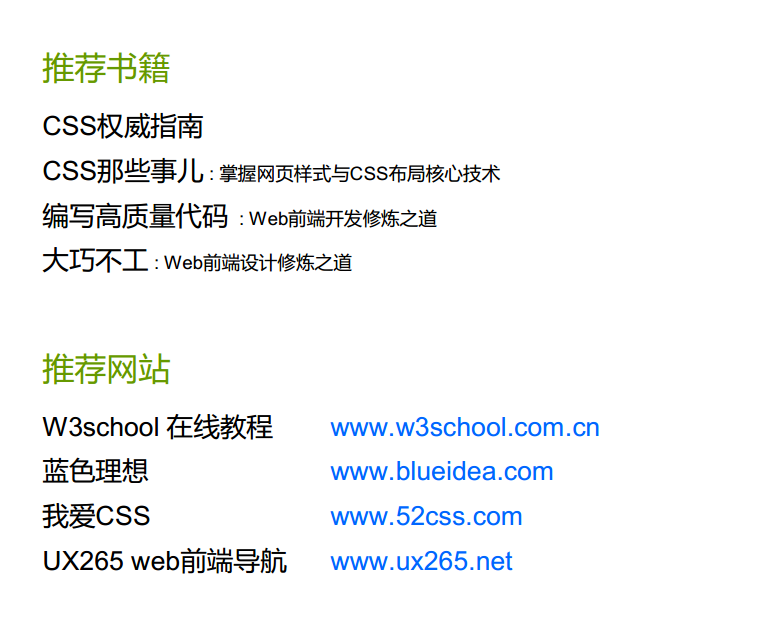 推荐书籍
CSS权威指南
CSS那些事儿 : 掌握网页样式与CSS布局核心技术
编写高质量代码 : Web前端开发修炼之道
大巧不工 : Web前端设计修炼之道
推荐网站
W3school 在线教程 www.w3school.com.cn
蓝色理想 www.blueidea.com
我爱CSS www.52css.com
UX265 web前端导航 www.ux265.net